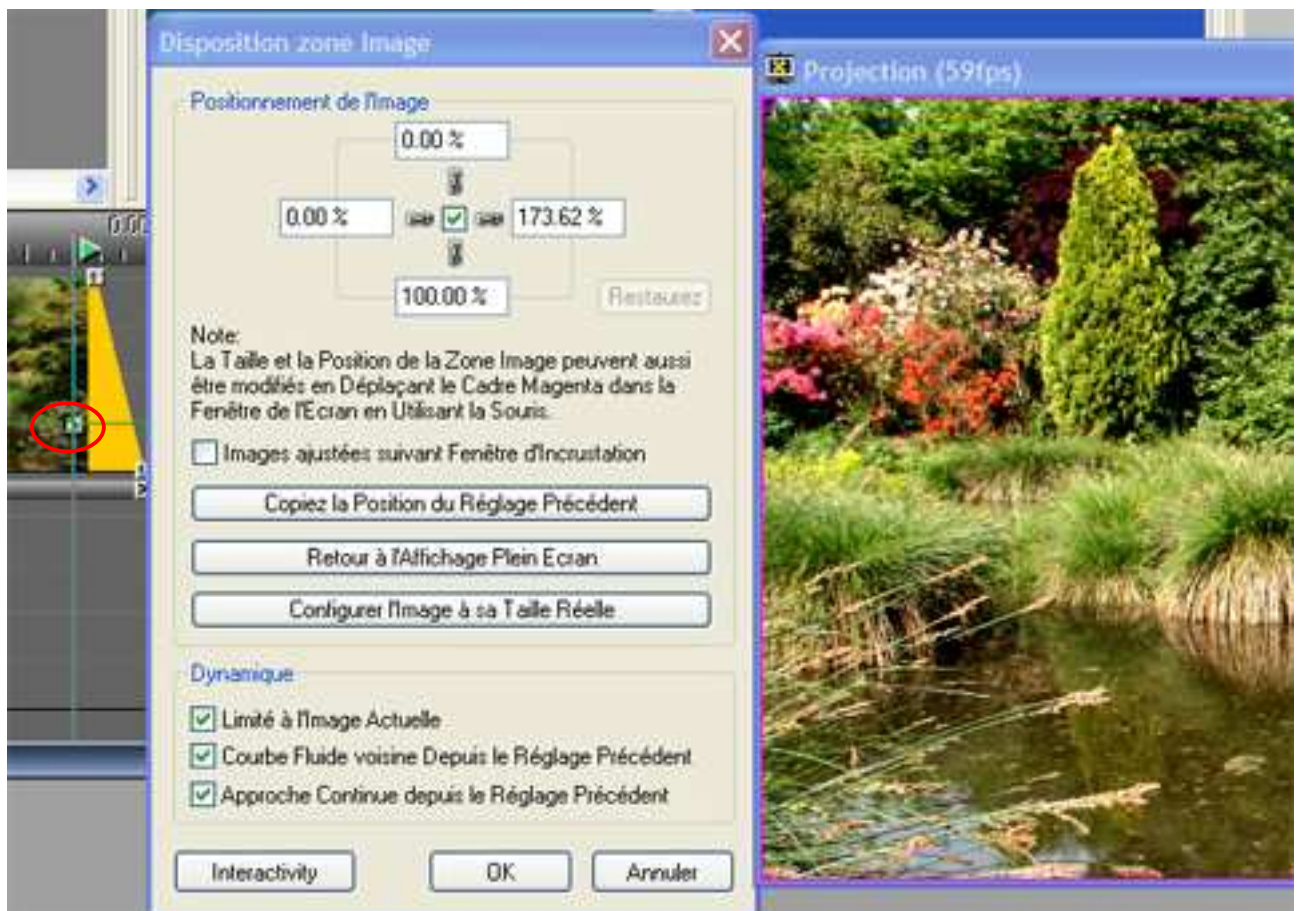 Disposition zone Image
Projection (59fps)
Positionnement de l'Image
0.00 %
0.00 %
173.62 %
100.00 %
Restaurez
Note:
La Taille et la Position de la Zone Image peuvent aussi
être modifiés en Déplaçant le Cadre Magenta dans la
Fenêtre de l'Ecran en Utilisant la Souris.
Images ajustées suivant Fenêtre d'Incrustation
Copiez la Position du Réglage Précédent
Retour à l'Affichage Plein Ecran
Configurer l'Image à sa Taille Réelle
Dynamique
Limité à l'Image Actuelle
Courbe Fluide voisine Depuis le Réglage Précédent
Approche Continue depuis le Réglage Précédent
Interactivity
OK
Annuler